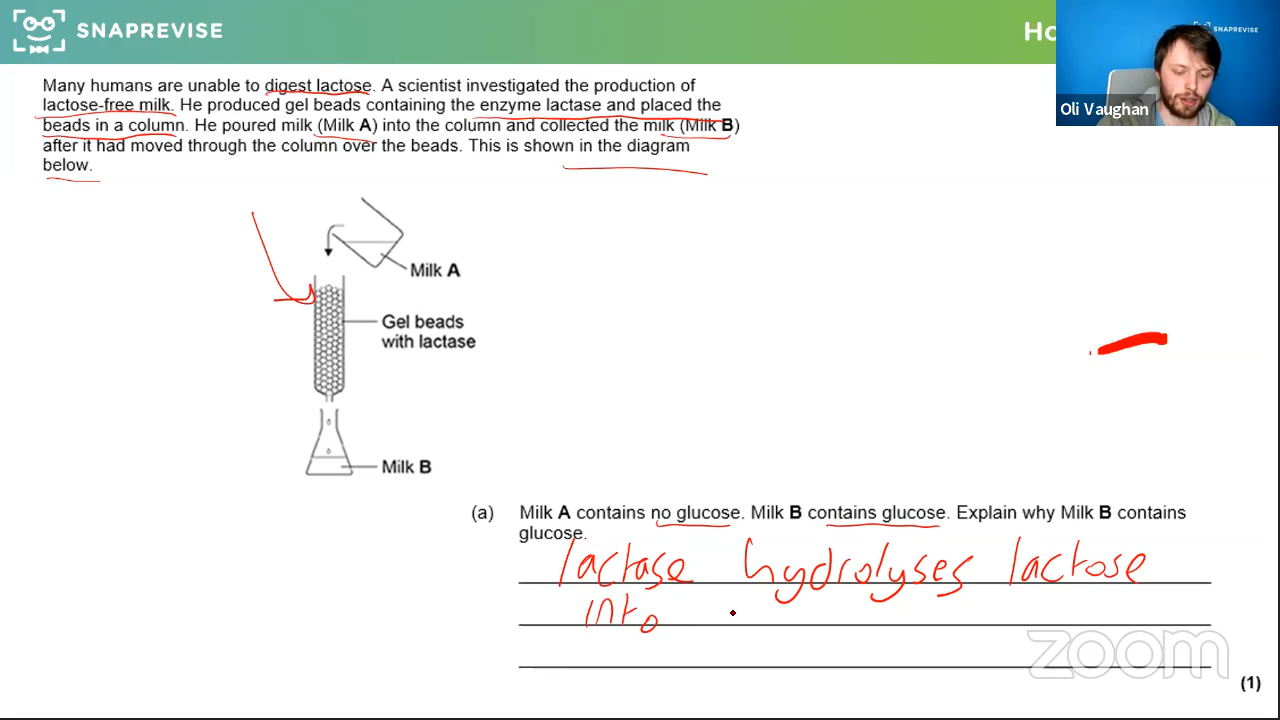 SNAPREVISE
Ho
SNAPREVISE
Oli Vaughan
Many humans are unable to digest lactose. A scientist investigated the production of
lactose-free milk. He produced gel beads containing the enzyme lactase and placed the
beads in a column. He poured milk (Milk A) into the column and collected the milk (Milk B)
after it had moved through the column over the beads. This is shown in the diagram
below.
Milk A
Gel beads
with lactase
Milk B
(a) Milk A contains no glucose. Milk B contains glucose. Explain why Milk B contains
glucose.
lactase hydrolyses lactose
into
zoom
(1)